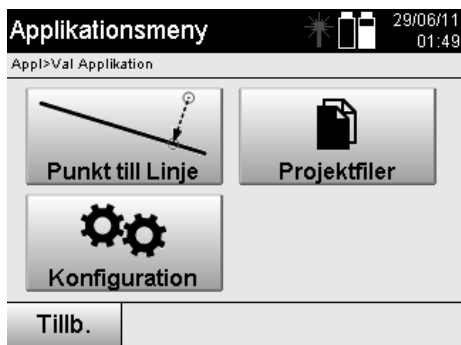 Applikationsmeny
29/06/11
01:49
Appl>Val Applikation
Punkt till Linje
Projektfiler
Konfiguration
Tillb.